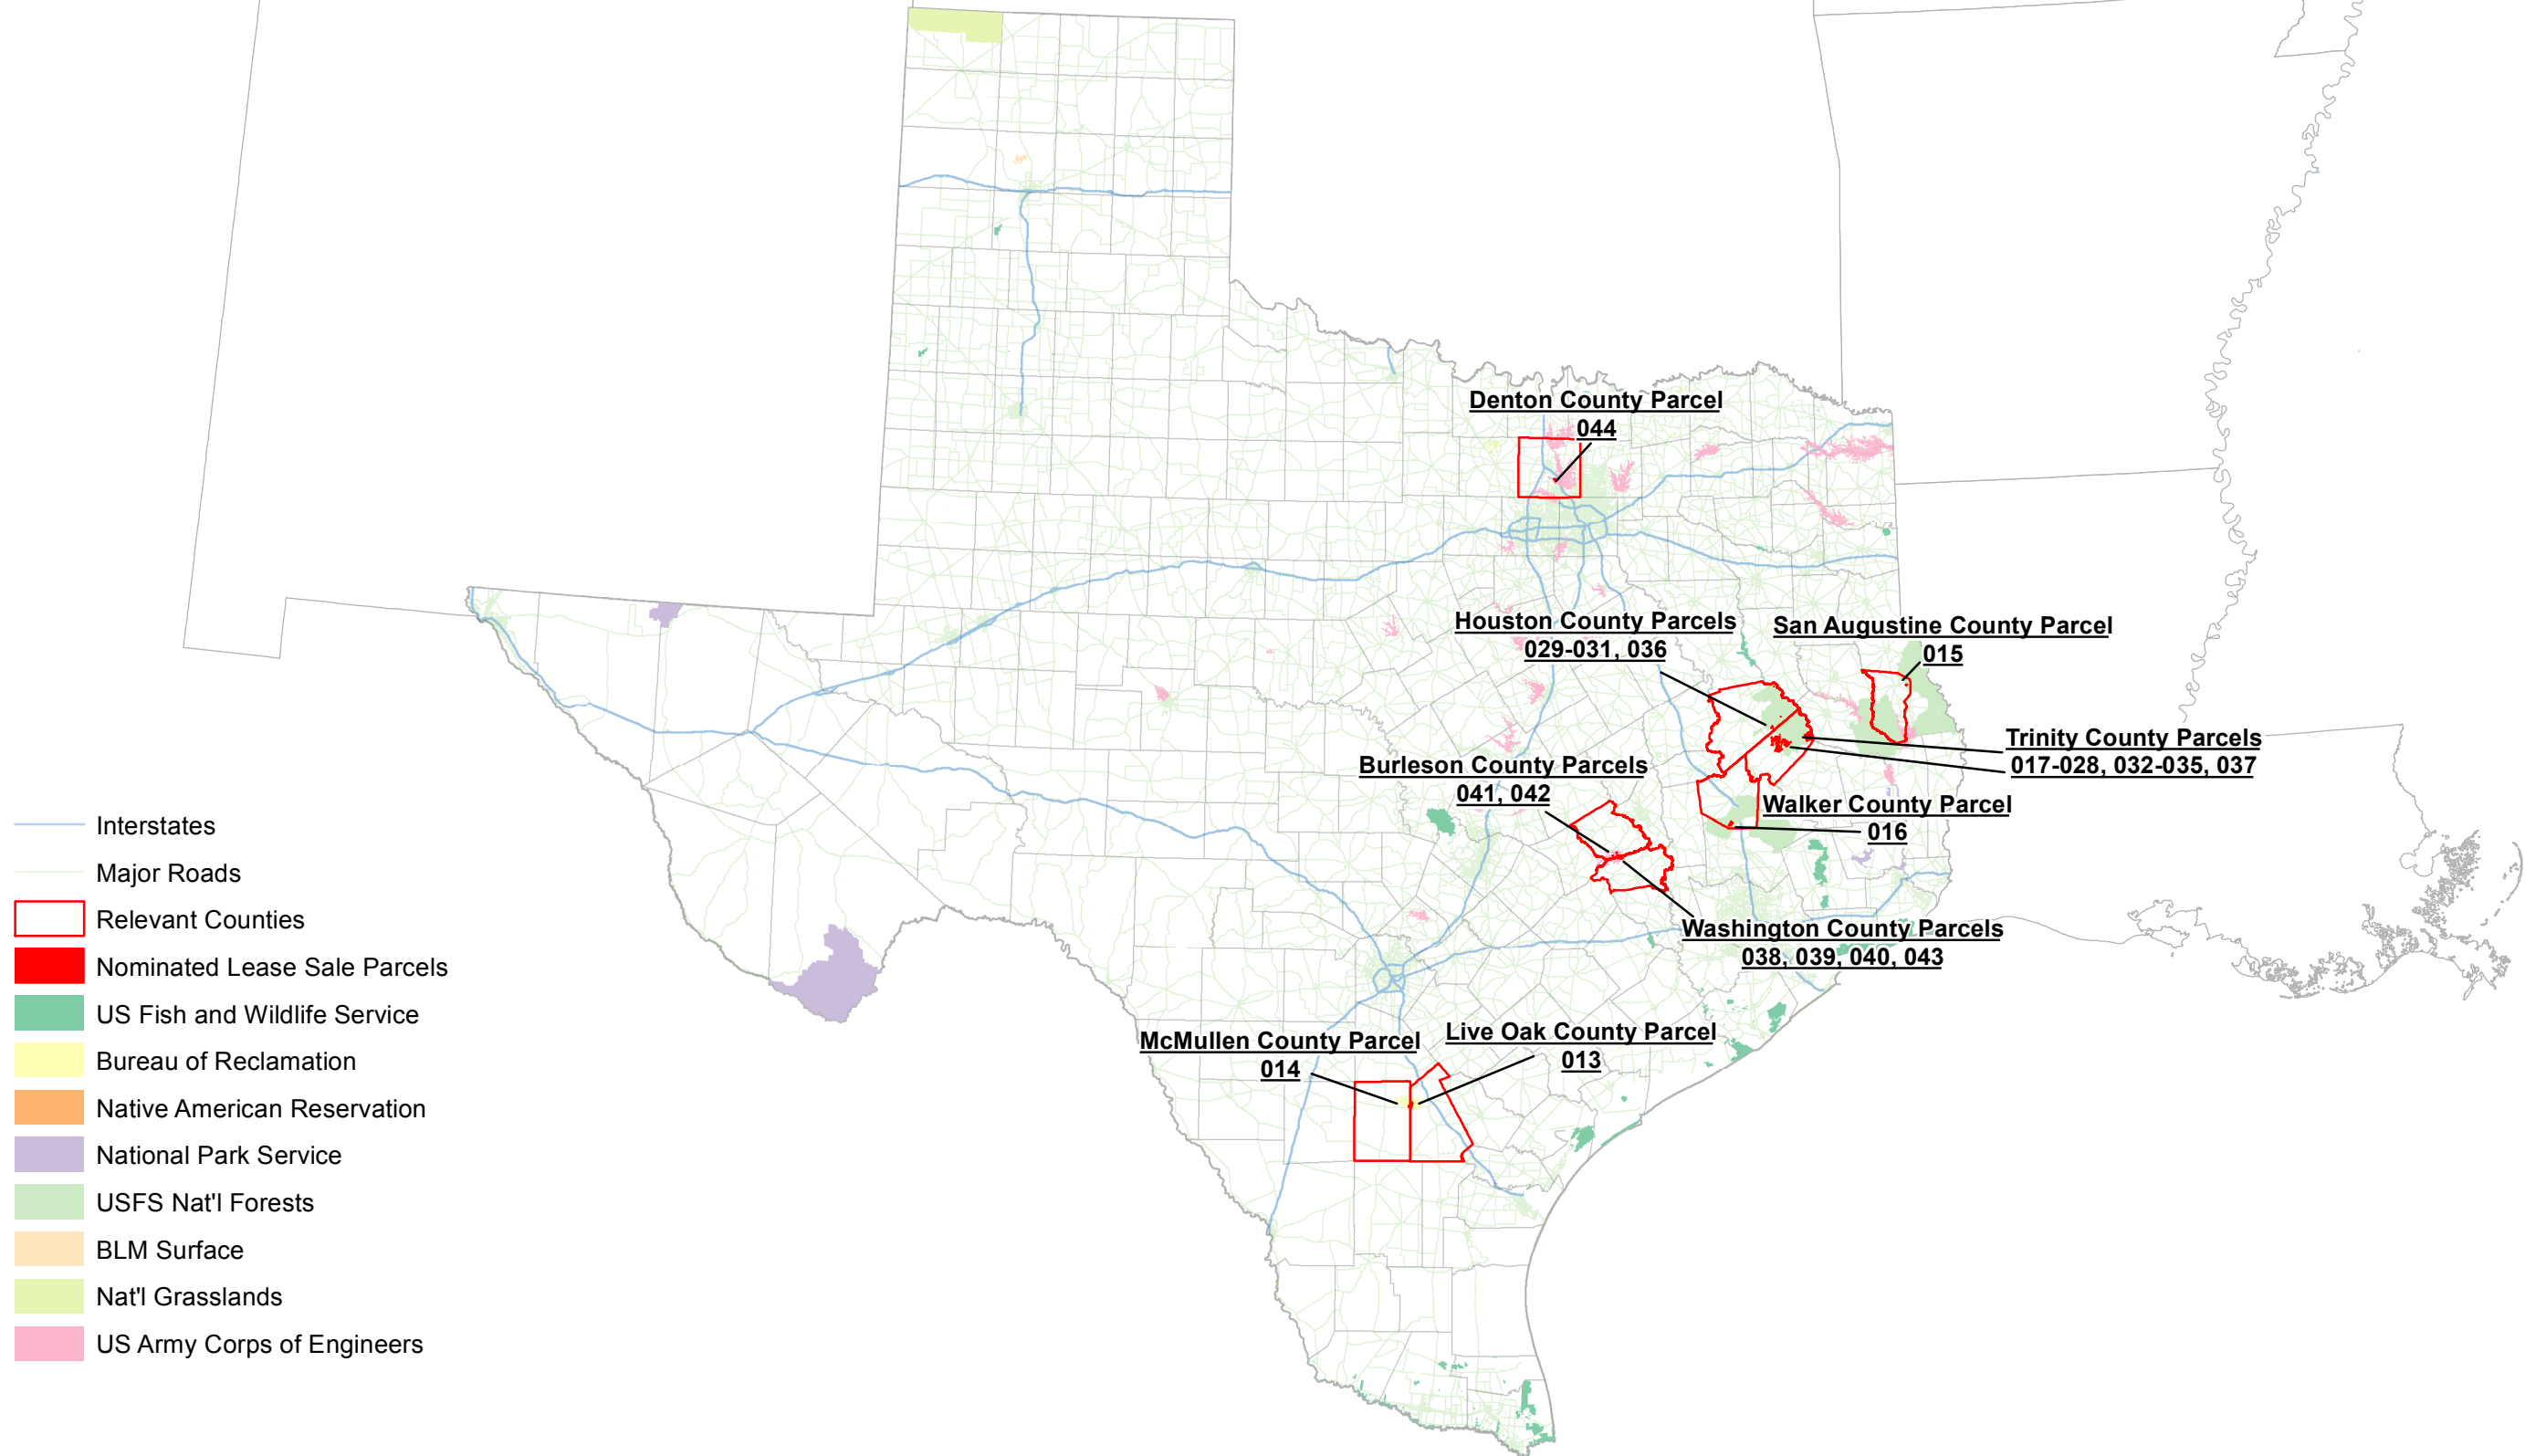 Denton County Parcel
044
Houston County Parcels
029-031, 036
San Augustine County Parcel
015
Trinity County Parcels
017-028, 032-035, 037
Burleson County Parcels
041, 042
Walker County Parcel
016
Washington County Parcels
038, 039, 040, 043
McMullen County Parcel
014
Live Oak County Parcel
013
Interstates
Major Roads
Relevant Counties
Nominated Lease Sale Parcels
US Fish and Wildlife Service
Bureau of Reclamation
Native American Reservation
National Park Service
USFS Nat'l Forests
BLM Surface
Nat'l Grasslands
US Army Corps of Engineers